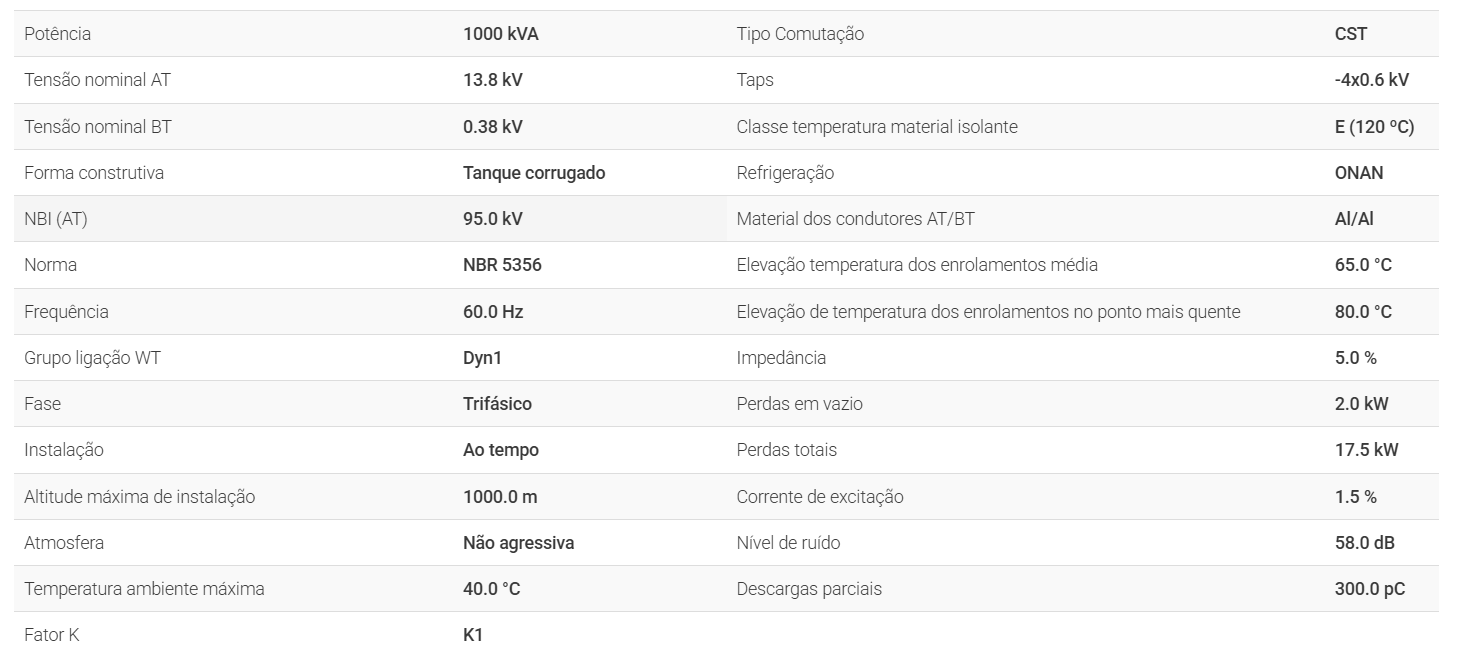 Potência 1000 kVA Tipo Comutação CST
Tensão nominal AT 13.8 kV Taps -4x0.6 kV
Tensão nominal BT 0.38 kV Classe temperatura material isolante E (120 ºC)
Forma construtiva Tanque corrugado Refrigeração ONAN
NBI (AT) 95.0 kV Material dos condutores AT/BT Al/Al
Norma NBR 5356 Elevação temperatura dos enrolamentos média 65.0 °C
Frequência 60.0 Hz Elevação de temperatura dos enrolamentos no ponto mais quente 80.0 °C
Grupo ligação WT Dyn1 Impedância 5.0 %
Fase Trifásico Perdas em vazio 2.0 kW
Instalação Ao tempo Perdas totais 17.5 kW
Altitude máxima de instalação 1000.0 m Corrente de excitação 1.5 %
Atmosfera Não agressiva Nível de ruído 58.0 dB
Temperatura ambiente máxima 40.0 °C Descargas parciais 300.0 pC
Fator K K1